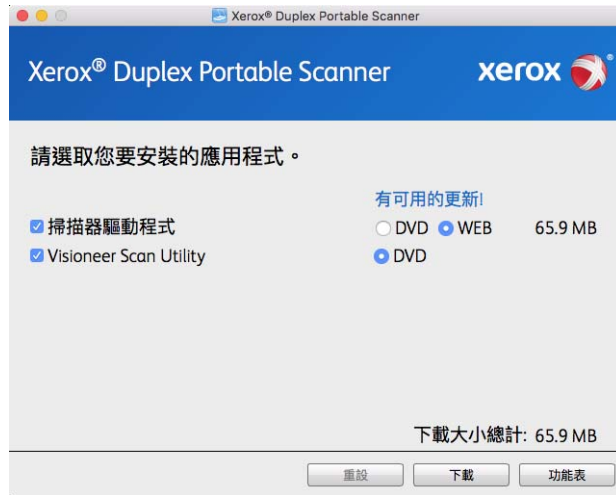 Xerox® Duplex Portable Scanner
Xerox® Duplex Portable Scanner xerox®
請選取您要安裝的應用程式。
有可用的更新!
掃描器驅動程式 DVD WEB 65.9 MB
Visioneer Scan Utility DVD
下載大小總計: 65.9 MB
重設 下載 功能表